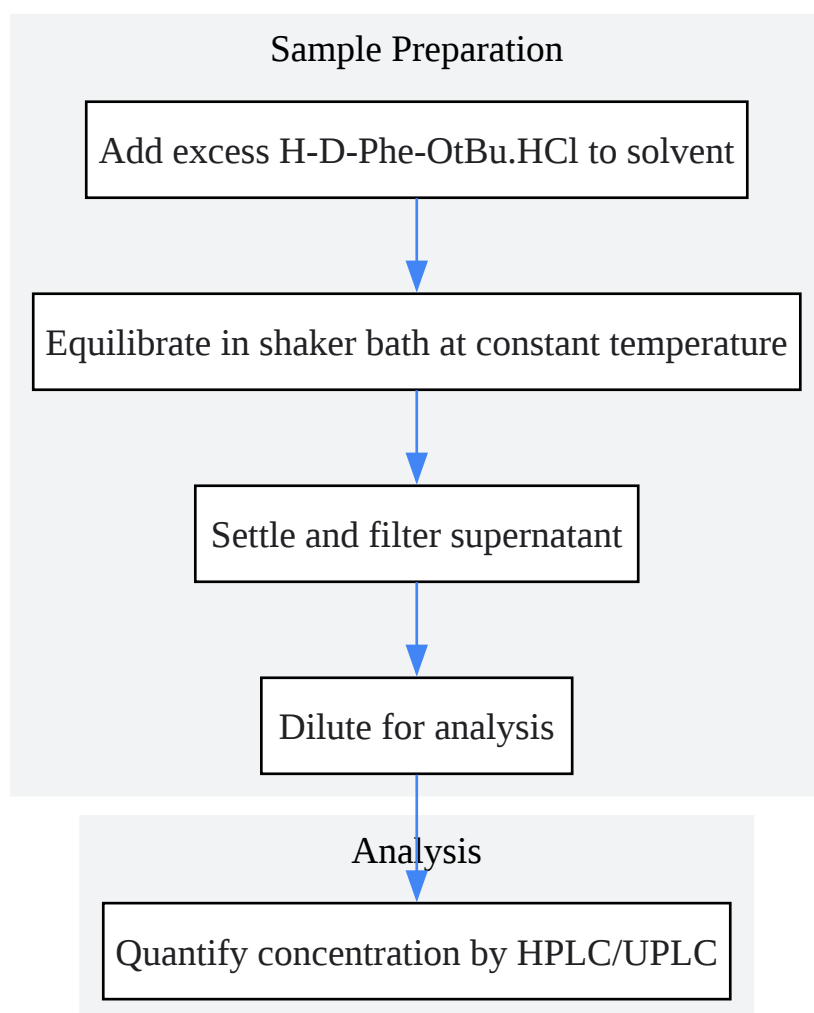 Sample Preparation
Add excess H-D-Phe-OtBu.HCl to solvent
Equilibrate in shaker bath at constant temperature
Settle and filter supernatant
Dilute for analysis
Analysis
Quantify concentration by HPLC/UPLC